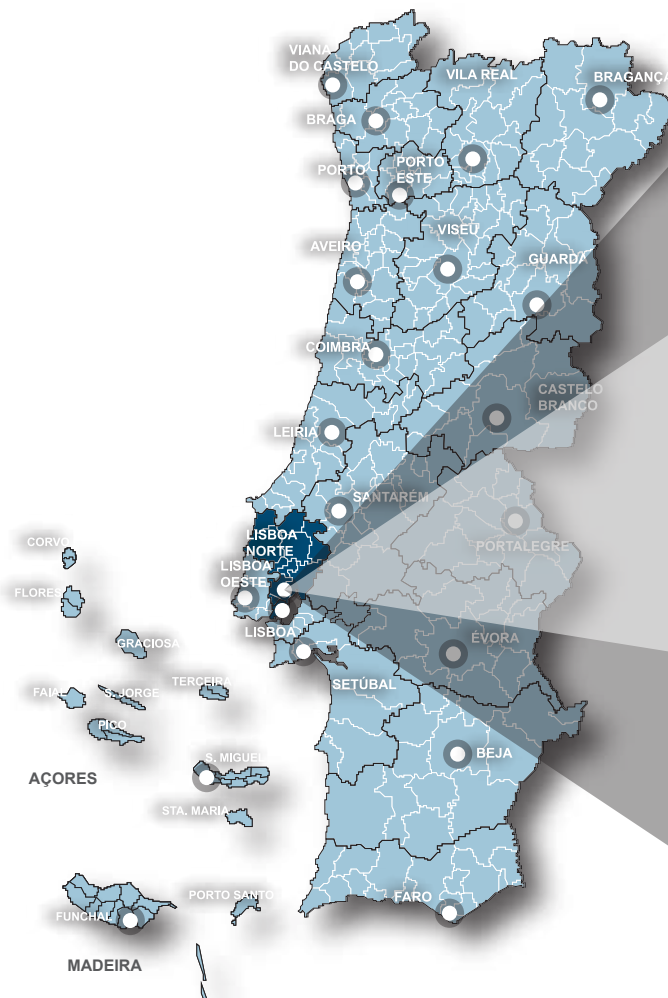 VIANA
DO CASTELO
VILA REAL
BRAGANÇA
BRAGA
PORTO
PORTO
ESTE
AVEIRO
VISEU
GUARDA
COIMBRA
CASTELO
BRANCO
LEIRIA
SANTARÉM
LISBOA
NORTE
PORTALEGRE
CORVO
LISBOA
OESTE
FLORES
LISBOA
ÉVORA
GRACIOSA
TERCEIRA
SETÚBAL
FAIAL
S. JORGE
PICO
BEJA
S. MIGUEL
AÇORES
STA. MARIA
PORTO SANTO
FARO
FUNCHAL
MADEIRA